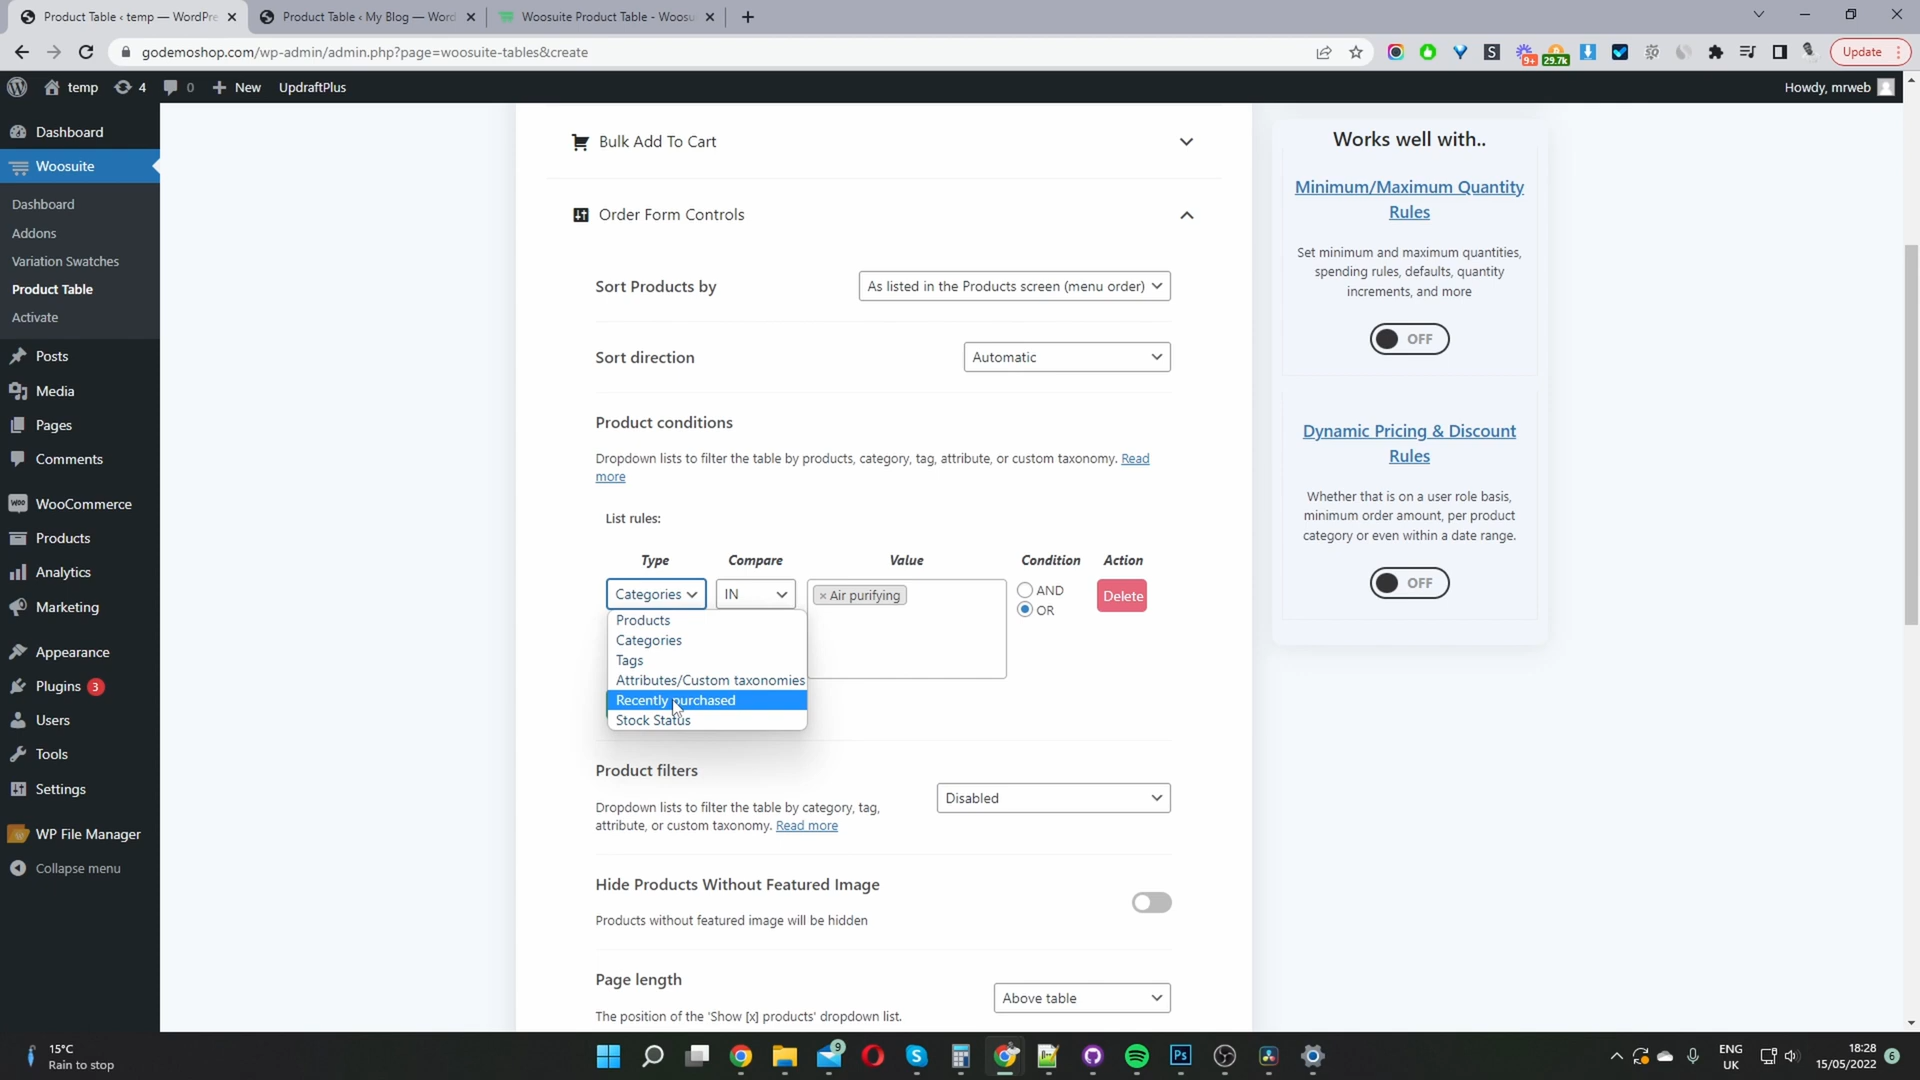 Product Table ‹ temp — WordPre
Product Table ‹ My Blog — Word
Woosuite Product Table - Woosu
godemoshop.com/wp-admin/admin.php?page=woosuite-tables&create
9+
29.7k
Update
temp
4
0
New
UpdraftPlus
Howdy, mrweb
Dashboard
Woosuite
Dashboard
Addons
Variation Swatches
Product Table
Activate
Posts
Media
Pages
Comments
WooCommerce
Products
Analytics
Marketing
Appearance
Plugins 3
Users
Tools
Settings
WP File Manager
Collapse menu
Bulk Add To Cart
Order Form Controls
Sort Products by
As listed in the Products screen (menu order)
Sort direction
Automatic
Product conditions
Dropdown lists to filter the table by products, category, tag, attribute, or custom taxonomy. Read
more
List rules:
Type Compare Value Condition Action
Categories
IN
× Air purifying
AND
OR
Delete
Products
Categories
Tags
Attributes/Custom taxonomies
Recently purchased
Stock Status
Product filters
Disabled
Dropdown lists to filter the table by category, tag,
attribute, or custom taxonomy. Read more
Hide Products Without Featured Image
Products without featured image will be hidden
Page length
Above table
The position of the 'Show [x] products' dropdown list.
Works well with..
Minimum/Maximum Quantity
Rules
Set minimum and maximum quantities,
spending rules, defaults, quantity
increments, and more
OFF
Dynamic Pricing & Discount
Rules
Whether that is on a user role basis,
minimum order amount, per product
category or even within a date range.
OFF
15°C
Rain to stop
9
Ps
ENG
UK
18:28
15/05/2022
6